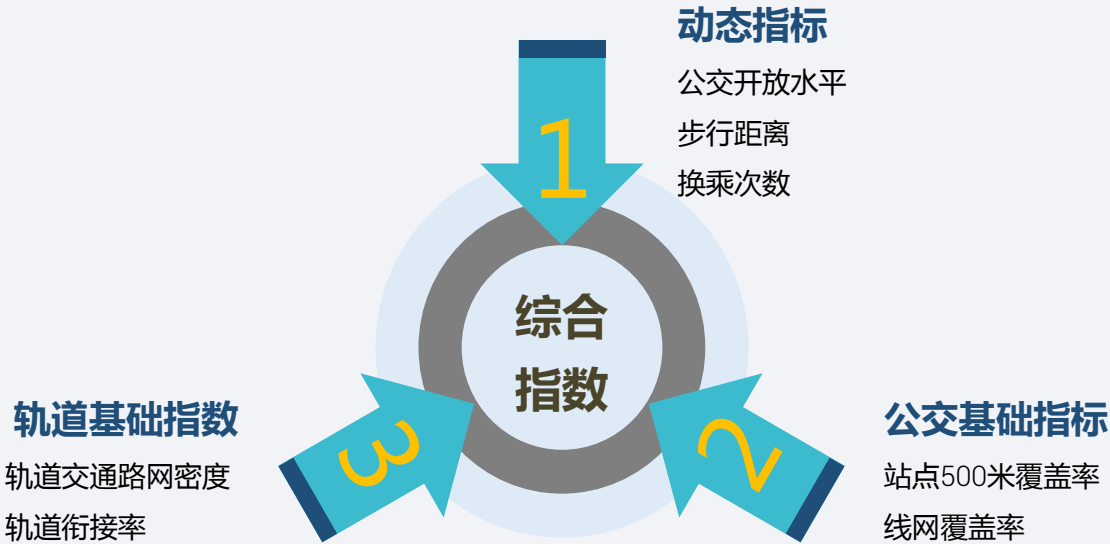 动态指标
公交开放水平
步行距离
换乘次数
1
综合
指数
轨道基础指数
轨道交通路网密度
轨道衔接率
3
2
公交基础指标
站点500米覆盖率
线网覆盖率